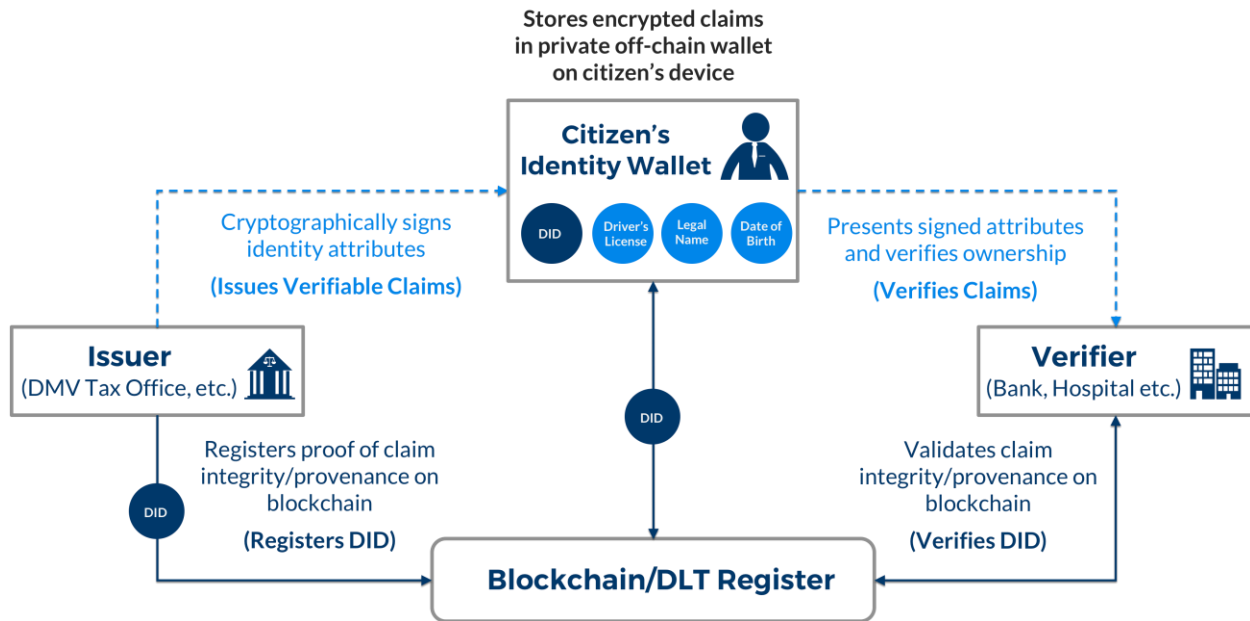 Stores encrypted claims
in private off-chain wallet
on citizen's device
Citizen's
Identity Wallet
DID
Driver's
License
Legal
Name
Date of
Birth
Cryptographically signs
identity attributes
(Issues Verifiable Claims)
Presents signed attributes
and verifies ownership
(Verifies Claims)
Issuer
(DMV Tax Office, etc.)
Verifier
(Bank, Hospital etc.)
DID
Registers proof of claim
integrity/provenance on
blockchain
(Registers DID)
DID
Validates claim
integrity/provenance on
blockchain
(Verifies DID)
Blockchain/DLT Register